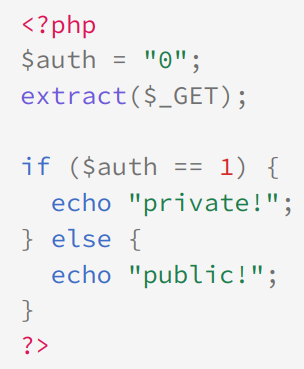 <?php
$auth = "0";
extract($_GET);

if ($auth == 1) {
  echo "private!";
} else {
  echo "public!";
}
?>